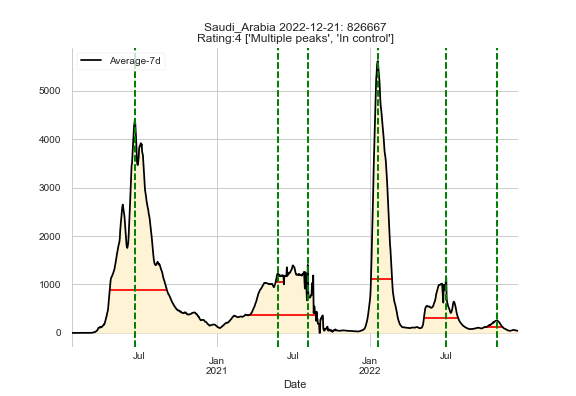 Saudi_Arabia 2022-12-21: 826667
Rating:4 ['Multiple peaks', 'In control']
Average-7d
5000
4000
3000
2000
1000
0
Jul
Jan
2021
Jul
Jan
2022
Jul
Date